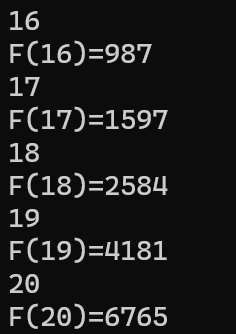 16
F(16)=987
17
F(17)=1597
18
F(18)=2584
19
F(19)=4181
20
F(20)=6765